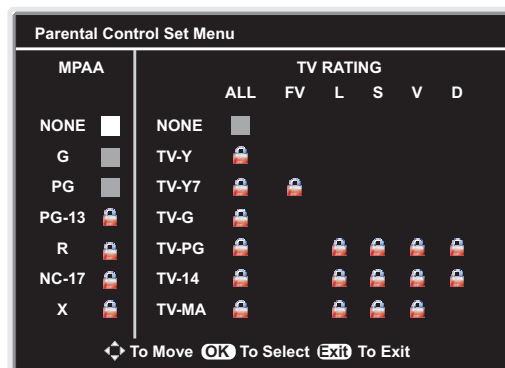 Parental Control Set Menu
MPAA TV RATING
ALL FV L S V D
NONE NONE
G TV-Y
PG TV-Y7
PG-13 TV-G
R TV-PG
NC-17 TV-14
X TV-MA
To Move OK To Select Exit To Exit